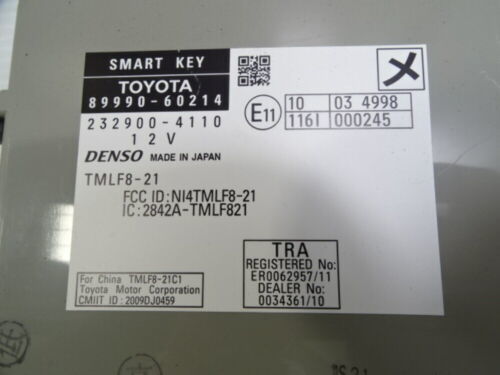 SMART KEY
TOYOTA
89990-60214
232900-4110
12V
DENSO MADE IN JAPAN
TMLF8-21
FCC ID:NI4TMLF8-21
IC:2842A-TMLF821
E11
10 03 4998
116I 000245
For China TMLF8-21C1
Toyota Motor Corporation
CMIIT ID:2009DJ0459
TRA
REGISTERED No:
ER0062957/11
DEALER No:
0034361/10